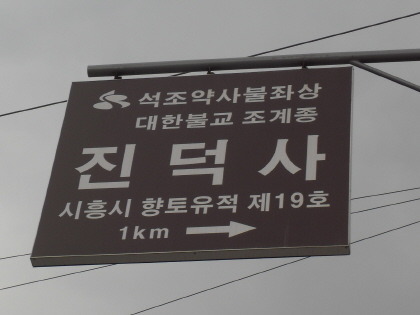 석조약사불좌상
대한불교 조계종
진덕사
시흥시 향토유적 제19호
1km